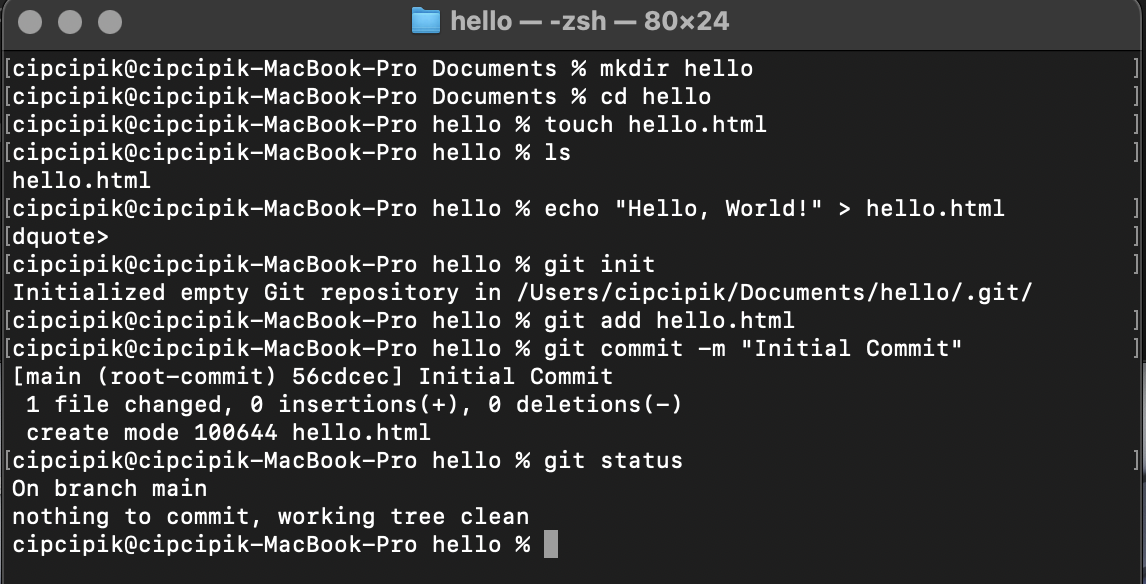 hello — -zsh — 80×24
[cipcipik@cipcipik-MacBook-Pro Documents % mkdir hello ]
[cipcipik@cipcipik-MacBook-Pro Documents % cd hello ]
[cipcipik@cipcipik-MacBook-Pro hello % touch hello.html ]
[cipcipik@cipcipik-MacBook-Pro hello % ls ]
hello.html
[cipcipik@cipcipik-MacBook-Pro hello % echo "Hello, World!" > hello.html ]
[dquote> ]
[cipcipik@cipcipik-MacBook-Pro hello % git init ]
Initialized empty Git repository in /Users/cipcipik/Documents/hello/.git/
[cipcipik@cipcipik-MacBook-Pro hello % git add hello.html ]
[cipcipik@cipcipik-MacBook-Pro hello % git commit -m "Initial Commit" ]
[main (root-commit) 56cdcec] Initial Commit
 1 file changed, 0 insertions(+), 0 deletions(-)
 create mode 100644 hello.html
[cipcipik@cipcipik-MacBook-Pro hello % git status ]
On branch main
nothing to commit, working tree clean
cipcipik@cipcipik-MacBook-Pro hello %